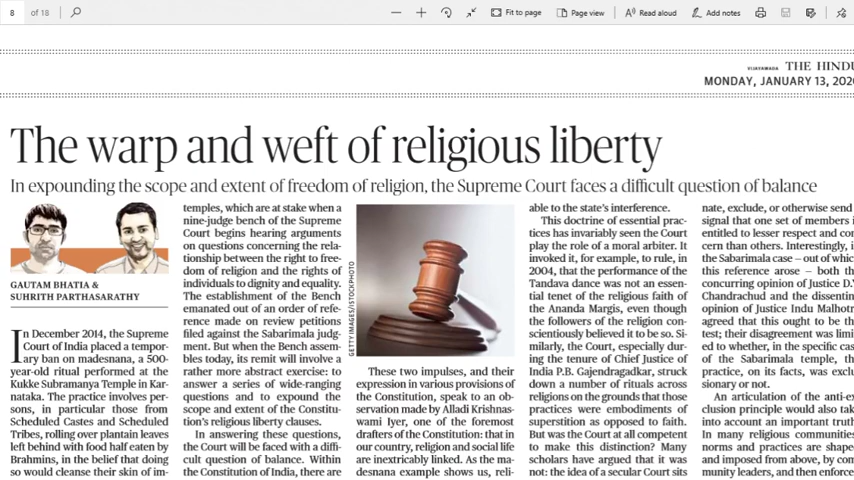 8 of 18
Fit to page
Page view
Read aloud
Add notes
VIJAYAWADA THE HINDU
MONDAY, JANUARY 13, 202
The warp and weft of religious liberty
In expounding the scope and extent of freedom of religion, the Supreme Court faces a difficult question of balance
GAUTAM BHATIA &
SUHRITH PARTHASARATHY
In December 2014, the Supreme
Court of India placed a tempor-
ary ban on madesnana, a 500-
year-old ritual performed at the
Kukke Subramanya Temple in Kar-
nataka. The practice involves per-
sons, in particular those from
Scheduled Castes and Scheduled
Tribes, rolling over plantain leaves
left behind with food half eaten by
Brahmins, in the belief that doing
so would cleanse their skin of im-
temples, which are at stake when a
nine-judge bench of the Supreme
Court begins hearing arguments
on questions concerning the rela-
tionship between the right to free-
dom of religion and the rights of
individuals to dignity and equality.
The establishment of the Bench
emanated out of an order of refe-
rence made on review petitions
filed against the Sabarimala judg-
ment. But when the Bench assem-
bles today, its remit will involve a
rather more abstract exercise: to
answer a series of wide-ranging
questions and to expound the
scope and extent of the Constitu-
tion's religious liberty clauses.
In answering these questions,
the Court will be faced with a diffi-
cult question of balance. Within
the Constitution of India, there are
GETTY IMAGES/ISTOCKPHOTO
These two impulses, and their
expression in various provisions of
the Constitution, speak to an ob-
servation made by Alladi Krishnas-
wami Iyer, one of the foremost
drafters of the Constitution: that in
our country, religion and social life
are inextricably linked. As the ma-
desnana example shows us, reli-
able to the state's interference.
This doctrine of essential prac-
tices has invariably seen the Court
play the role of a moral arbiter. It
invoked it, for example, to rule, in
2004, that the performance of the
Tandava dance was not an essen-
tial tenet of the religious faith of
the Ananda Margis, even though
the followers of the religion con-
scientiously believed it to be so. Si-
milarly, the Court, especially dur-
ing the tenure of Chief Justice of
India P.B. Gajendragadkar, struck
down a number of rituals across
religions on the grounds that those
practices were embodiments of
superstition as opposed to faith.
But was the Court at all competent
to make this distinction? Many
scholars have argued that it was
not: the idea of a secular Court sits
nate, exclude, or otherwise send
signal that one set of members i
entitled to lesser respect and con
cern than others. Interestingly, i
the Sabarimala case – out of whic
this reference arose – both th
concurring opinion of Justice D.Y
Chandrachud and the dissentin
opinion of Justice Indu Malhotr
agreed that this ought to be th
test; their disagreement was limi
ed to whether, in the specific cas
of the Sabarimala temple, th
practice, on its facts, was exclu
sionary or not.
An articulation of the anti-ex
clusion principle would also tak
into account an important truth
In many religious communities
norms and practices are shape
and imposed from above, by com
munity leaders, and then enforce